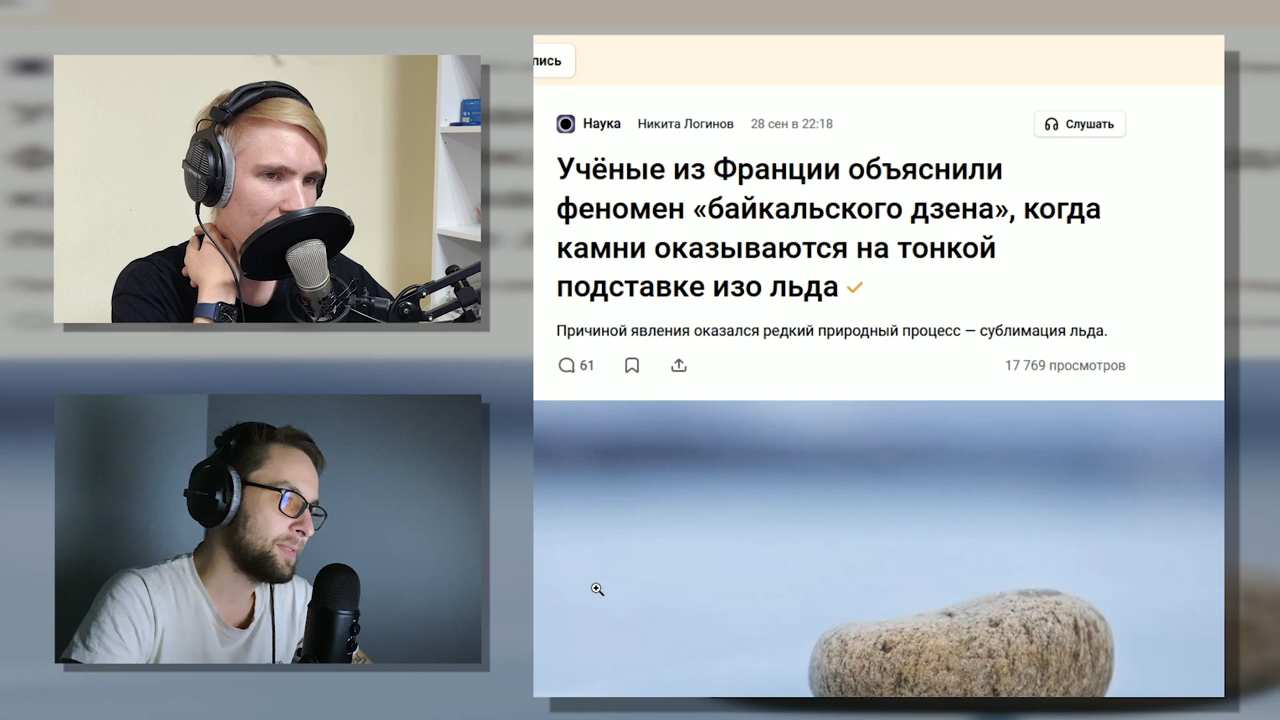 пись
Наука Никита Логинов 28 сен в 22:18
Слушать
Учёные из Франции объяснили
феномен «байкальского дзена», когда
камни оказываются на тонкой
подставке изо льда
Причиной явления оказался редкий природный процесс — сублимация льда.
61
17 769 просмотров